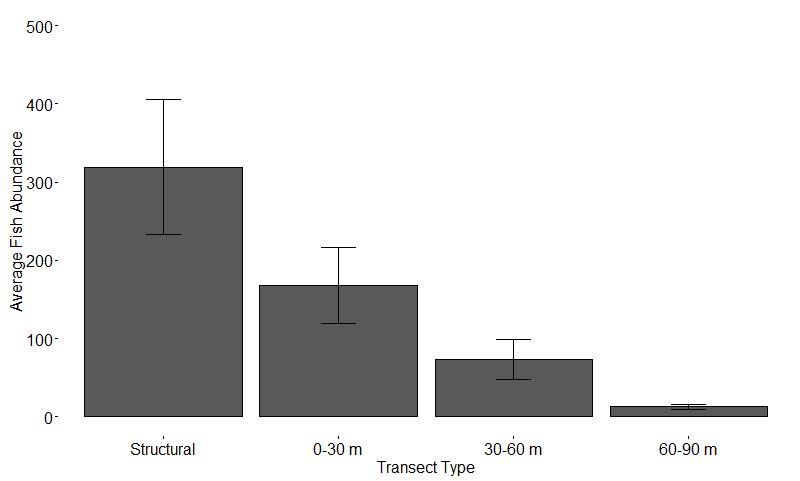 500
400
300
200
100
0
Average Fish Abundance
Structural
0-30 m
30-60 m
60-90 m
Transect Type